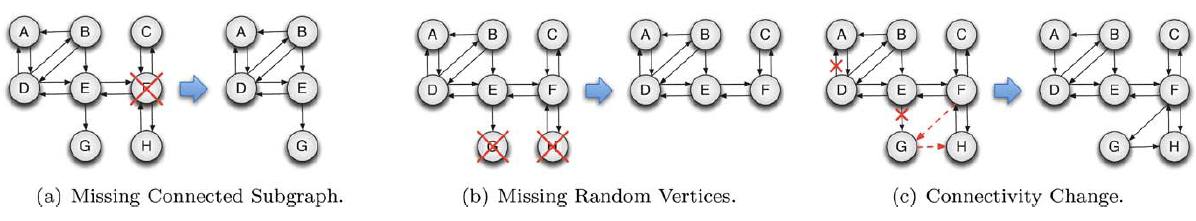 A B C A B
D E F D E
G H G
(a) Missing Connected Subgraph.
A B C A B C
D E F D E F
G H
(b) Missing Random Vertices.
A B C A B C
D E F D E F
G H G H
(c) Connectivity Change.